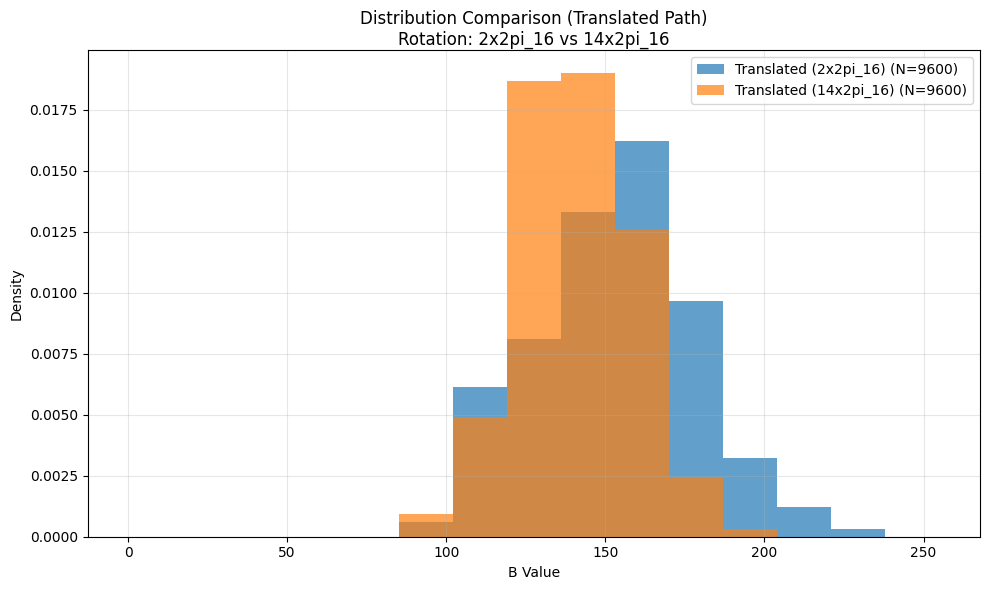 Distribution Comparison (Translated Path)
Rotation: 2x2pi_16 vs 14x2pi_16
Translated (2x2pi_16) (N=9600)
Translated (14x2pi_16) (N=9600)
Density
0.0175
0.0150
0.0125
0.0100
0.0075
0.0050
0.0025
0.0000
0 50 100 150 200 250
B Value